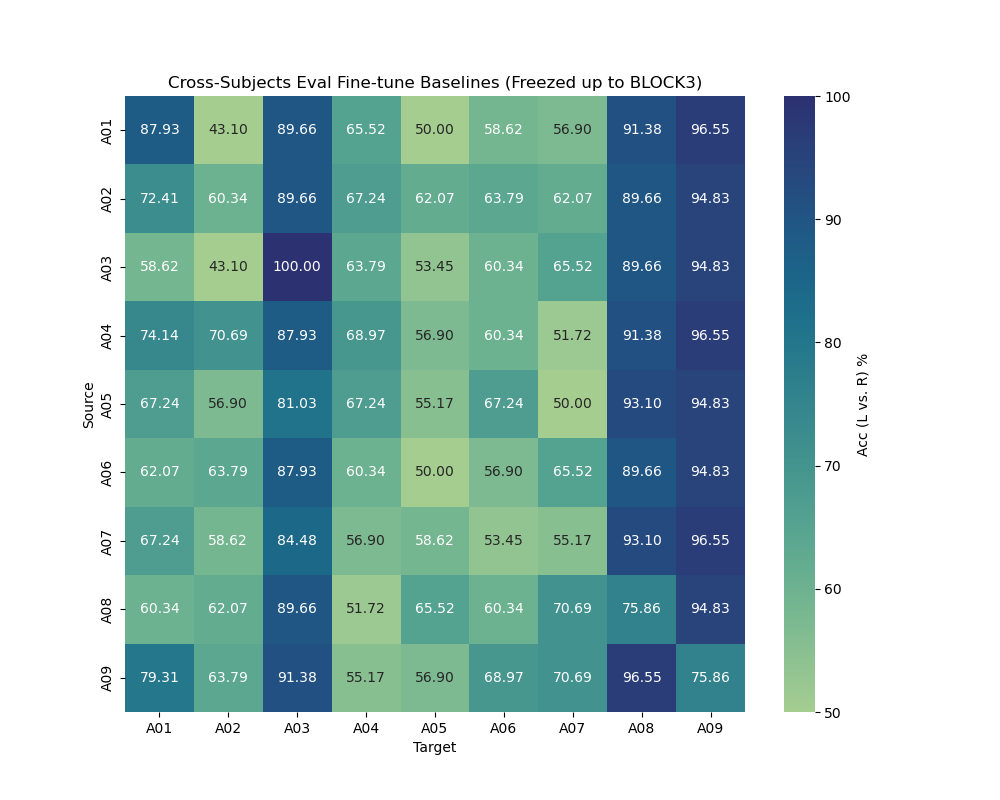 Cross-Subjects Eval Fine-tune Baselines (Freezed up to BLOCK3)
Source
A01 87.93 43.10 89.66 65.52 50.00 58.62 56.90 91.38 96.55
A02 72.41 60.34 89.66 67.24 62.07 63.79 62.07 89.66 94.83
A03 58.62 43.10 100.00 63.79 53.45 60.34 65.52 89.66 94.83
A04 74.14 70.69 87.93 68.97 56.90 60.34 51.72 91.38 96.55
A05 67.24 56.90 81.03 67.24 55.17 67.24 50.00 93.10 94.83
A06 62.07 63.79 87.93 60.34 50.00 56.90 65.52 89.66 94.83
A07 67.24 58.62 84.48 56.90 58.62 53.45 55.17 93.10 96.55
A08 60.34 62.07 89.66 51.72 65.52 60.34 70.69 75.86 94.83
A09 79.31 63.79 91.38 55.17 56.90 68.97 70.69 96.55 75.86
A01 A02 A03 A04 A05 A06 A07 A08 A09
Target
100
90
80
70
60
50
Acc (L vs. R) %